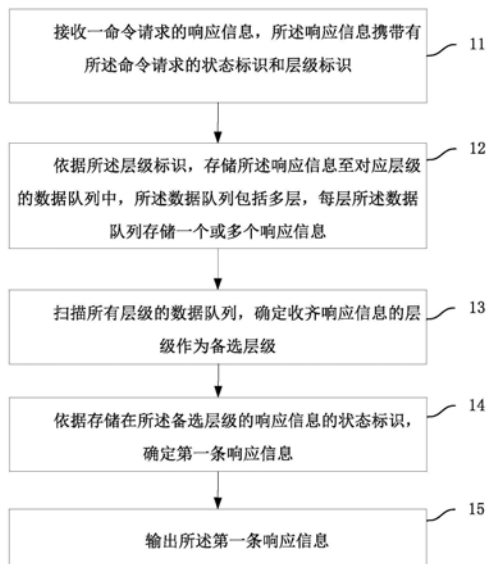 接收一命令请求的响应信息，所述响应信息携带有
所述命令请求的状态标识和层级标识
11
依据所述层级标识，存储所述响应信息至对应层级
的数据队列中，所述数据队列包括多层，每层所述数据
队列存储一个或多个响应信息
12
扫描所有层级的数据队列，确定收齐响应信息的层
级作为备选层级
13
依据存储在所述备选层级的响应信息的状态标识，
确定第一条响应信息
14
输出所述第一条响应信息
15